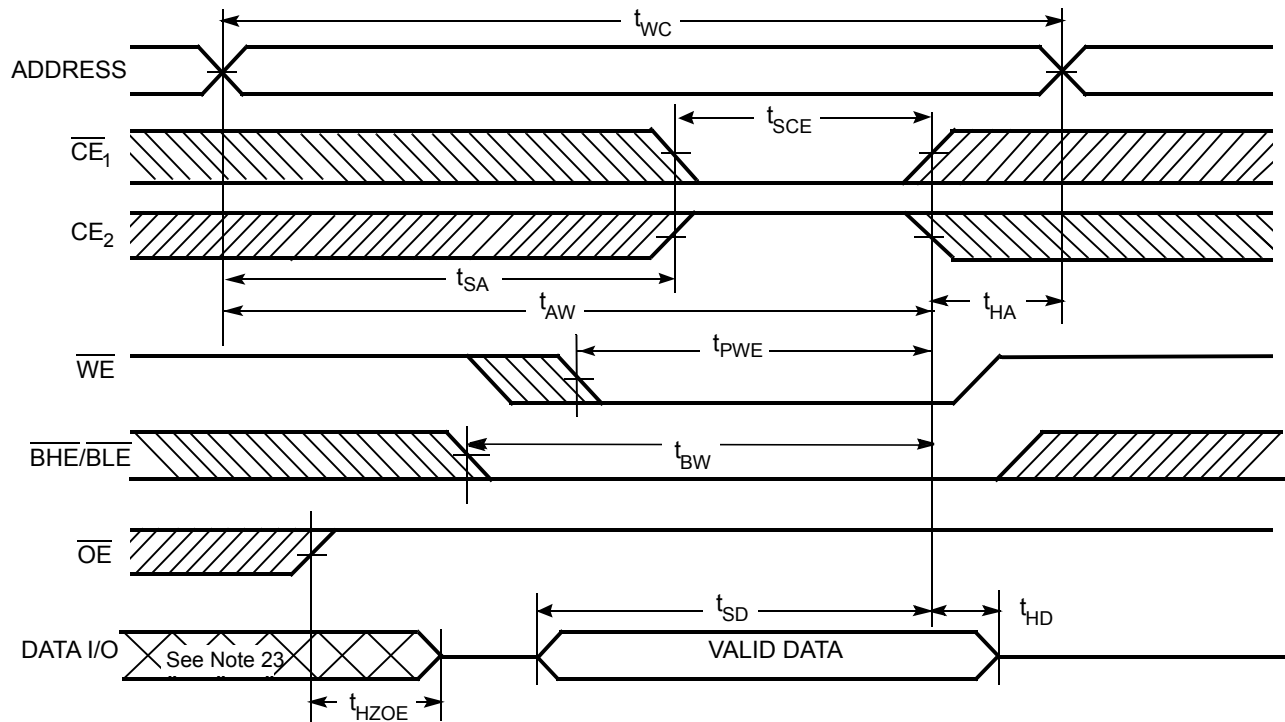 tWC
ADDRESS
tSCE
CE1
CE2
tSA
tAW
tHA
tPWE
WE
BHE/BLE
tBW
OE
tSD
tHD
DATA I/O
See Note 23
VALID DATA
tHZOE